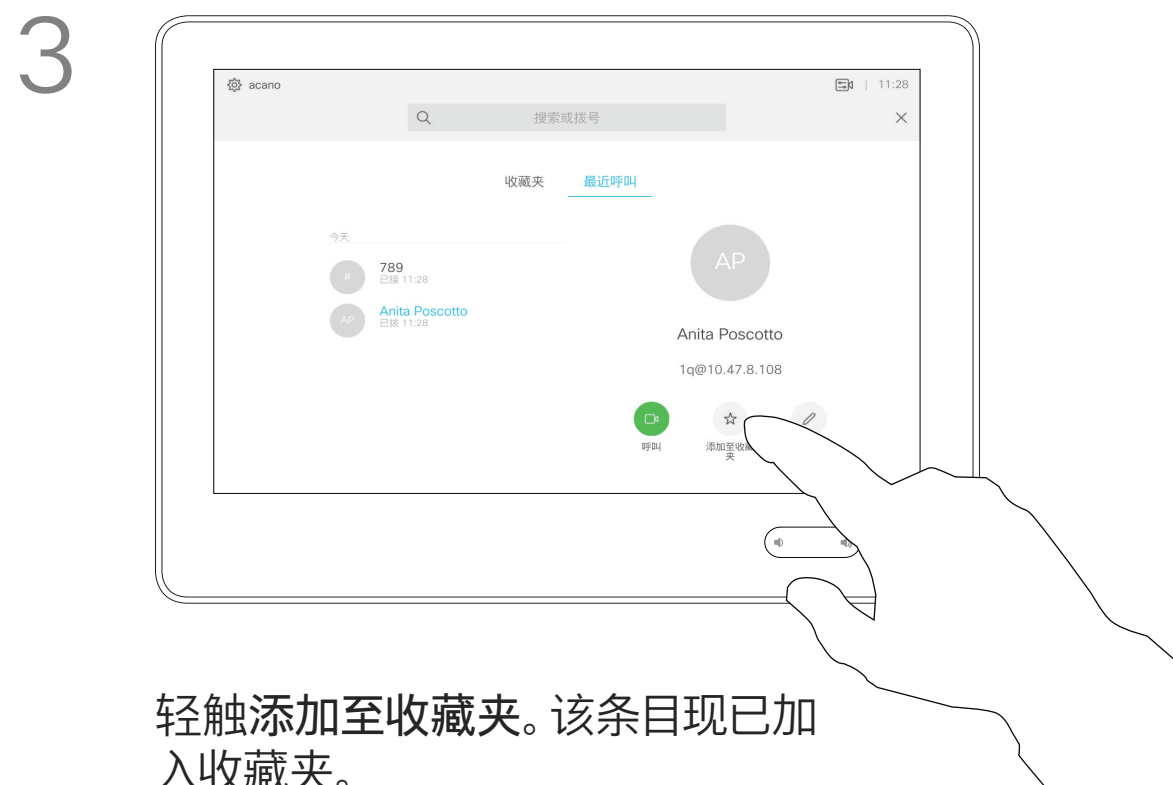 3
acano
11:28
搜索或拨号
收藏夹 最近呼叫
今天
#
789
已接 11:28
AP
Anita Poscotto
已拨 11:28
AP
Anita Poscotto
1q@10.47.8.108
呼叫
添加至收藏
夹
轻触添加至收藏夹。该条目现已加
入收藏夹。